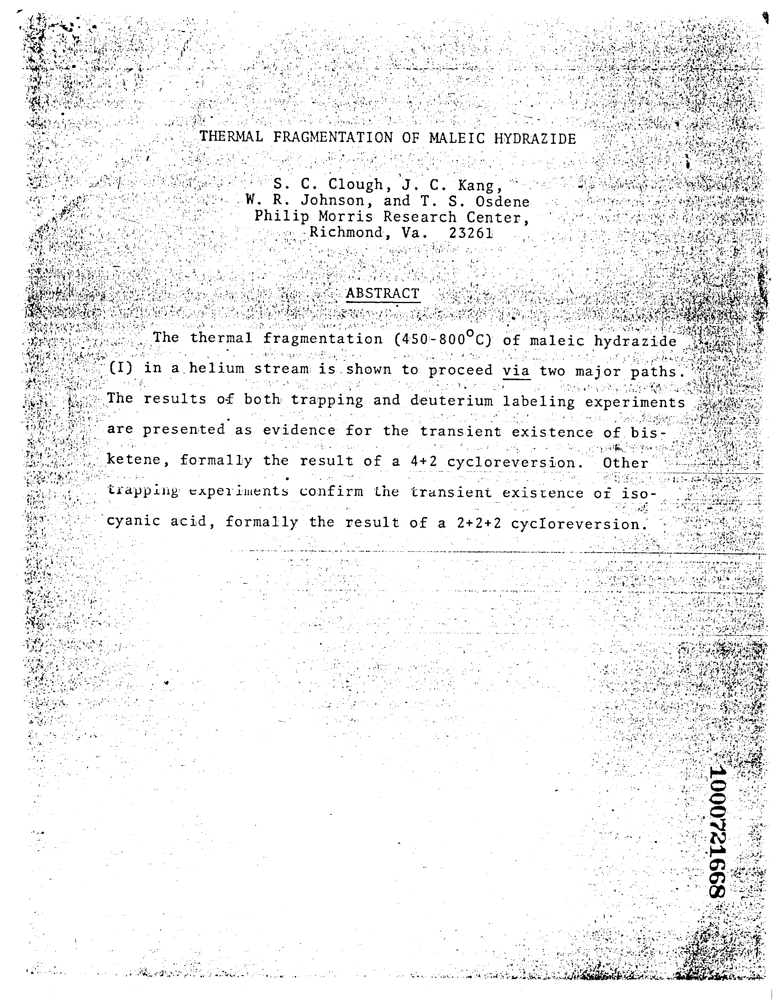 THERMAL FRAGMENTATION OF MALEIC HYDRAZIDE
S. C. Clough, J. C. Kang,
W. R. Johnson, and T. S. Osdene
Philip Morris Research Center,
Richmond, Va. 23261
ABSTRACT
The thermal fragmentation (450-800°C) of maleic hydrazide
(I) in a helium stream is shown to proceed via two major paths.
The results of both trapping and deuterium labeling experiments
are presented as evidence for the transient existence of bis-
ketene, formally the result of a 4+2 cycloreversion. Other
trapping experiments confirm the transient existence of iso-
cyanic acid, formally the result of a 2+2+2 cycloreversion.
1000721668